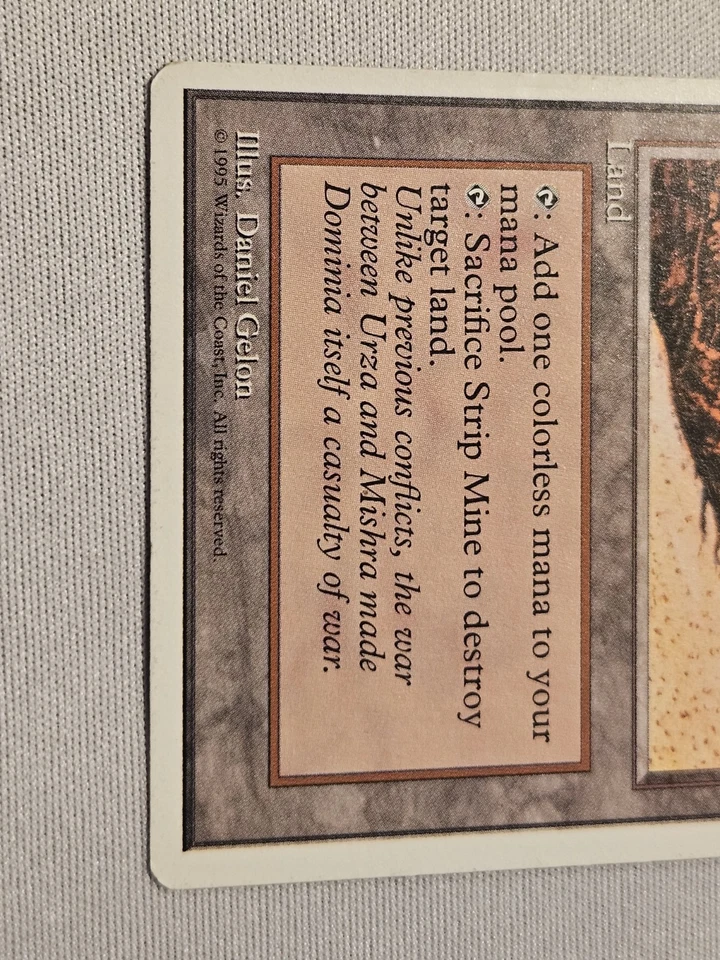 Land
: Add one colorless mana to your
mana pool.
: Sacrifice Strip Mine to destroy
target land.
Unlike previous conflicts, the war
between Urza and Mishra made
Dominia itself a casualty of war.
Illus. Daniel Gelon
© 1995 Wizards of the Coast, Inc. All rights reserved.